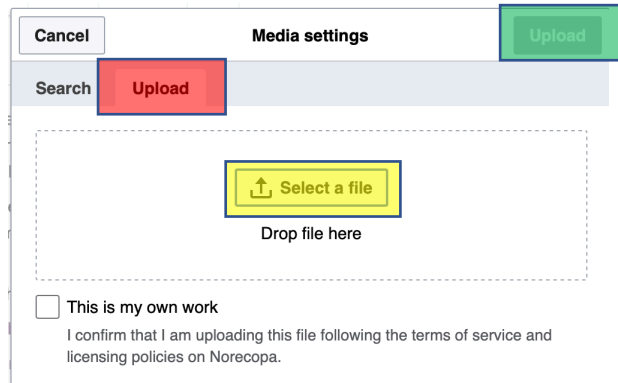 Cancel Media settings Upload
Search Upload
Select a file
Drop file here
This is my own work
I confirm that I am uploading this file following the terms of service and
licensing policies on Norecopa.